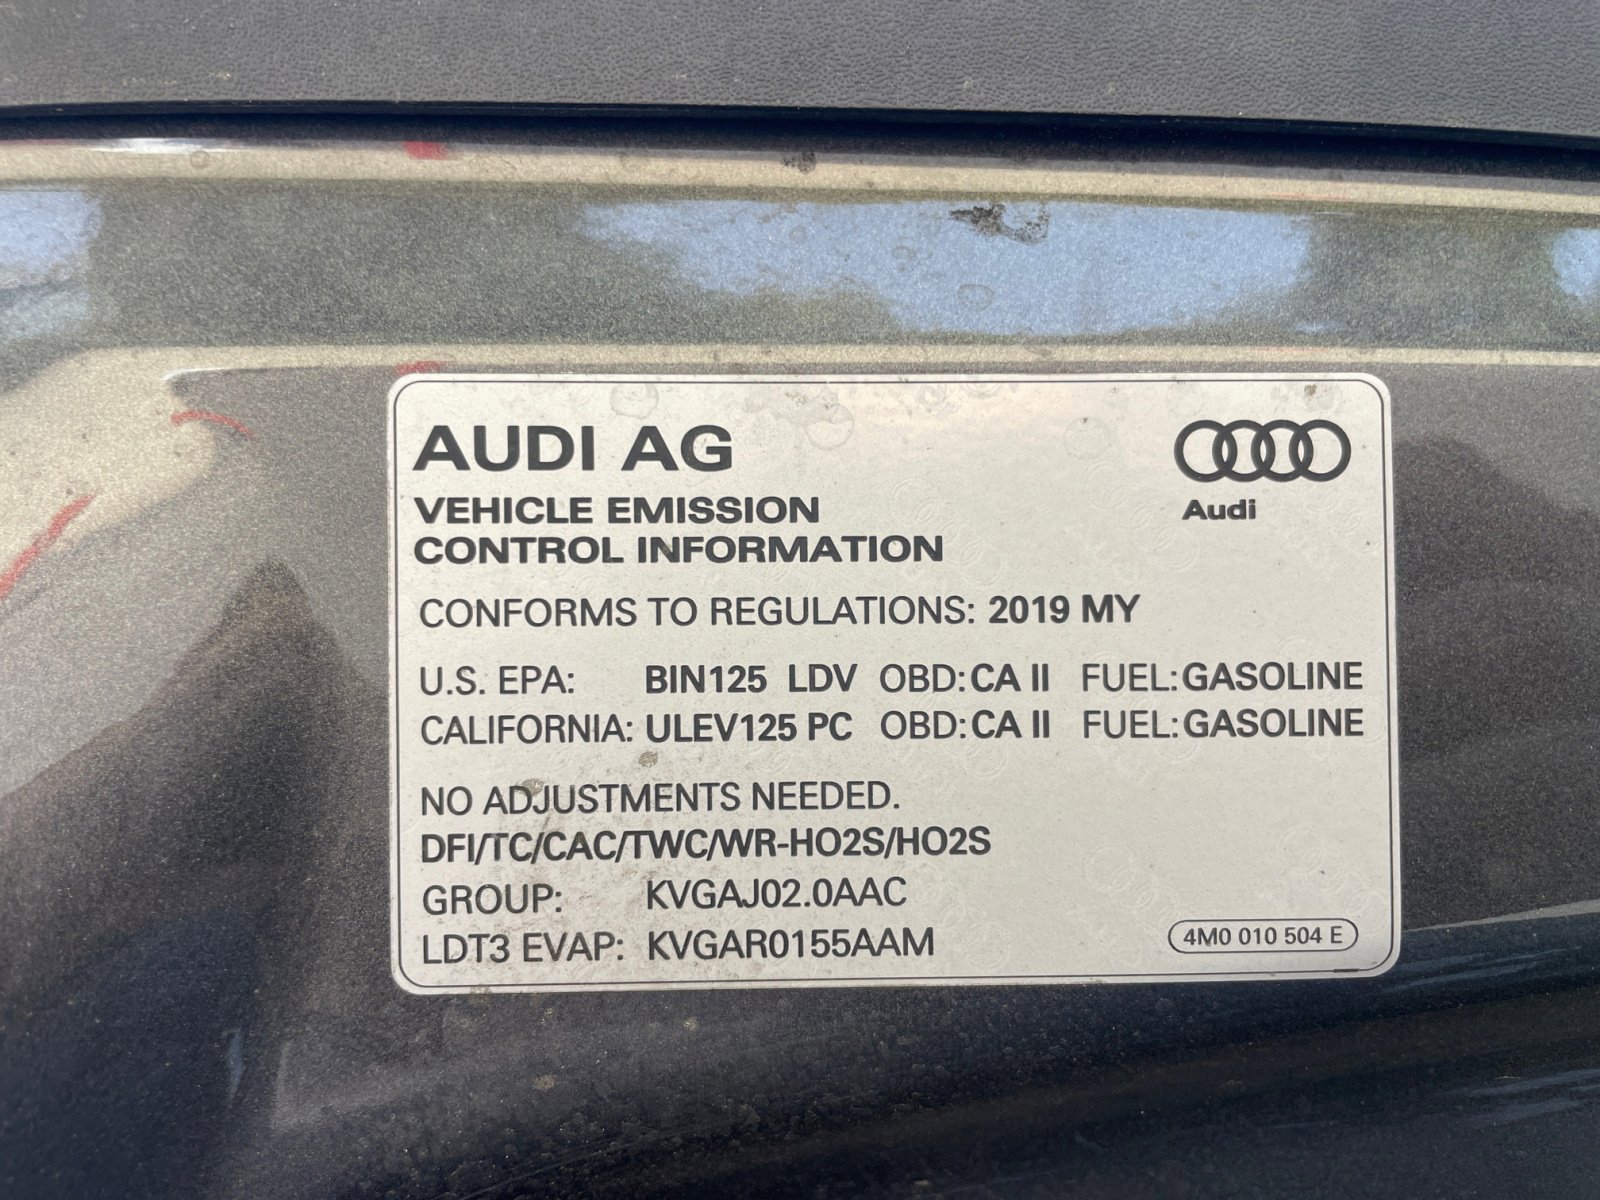 AUDI AG
Audi
VEHICLE EMISSION
CONTROL INFORMATION
CONFORMS TO REGULATIONS: 2019 MY
U.S. EPA: BIN125 LDV OBD: CA II FUEL: GASOLINE
CALIFORNIA: ULEV125 PC OBD: CA II FUEL: GASOLINE
NO ADJUSTMENTS NEEDED.
DFI/TC/CAC/TWC/WR-HO2S/HO2S
GROUP: KVGAJ02.0AAC
LDT3 EVAP: KVGAR0155AAM
4M0 010 504 E